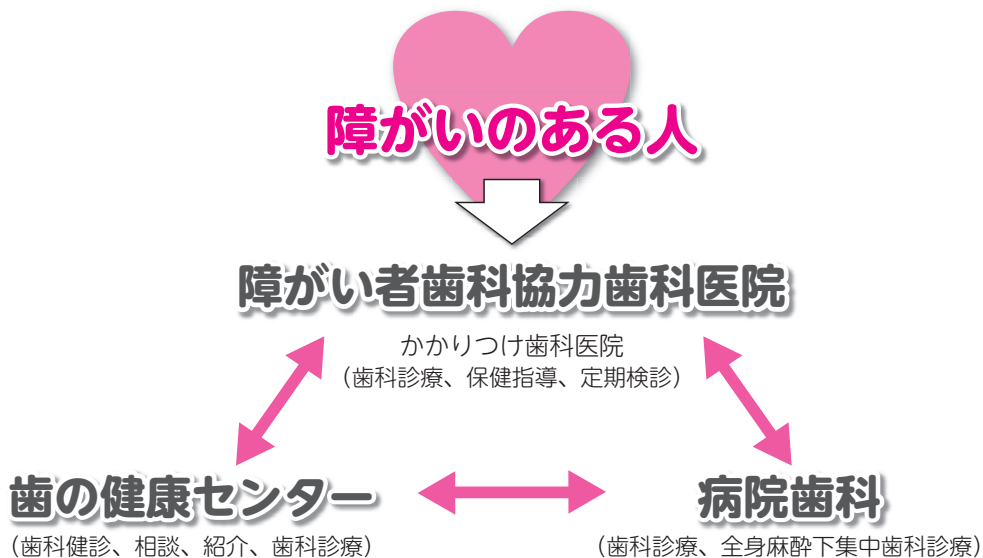 障がいのある人
障がい者歯科協力歯科医院
かかりつけ歯科医院
（歯科診療、保健指導、定期検診）
歯の健康センター
（歯科健診、相談、紹介、歯科診療）
病院歯科
（歯科診療、全身麻酔下集中歯科診療）